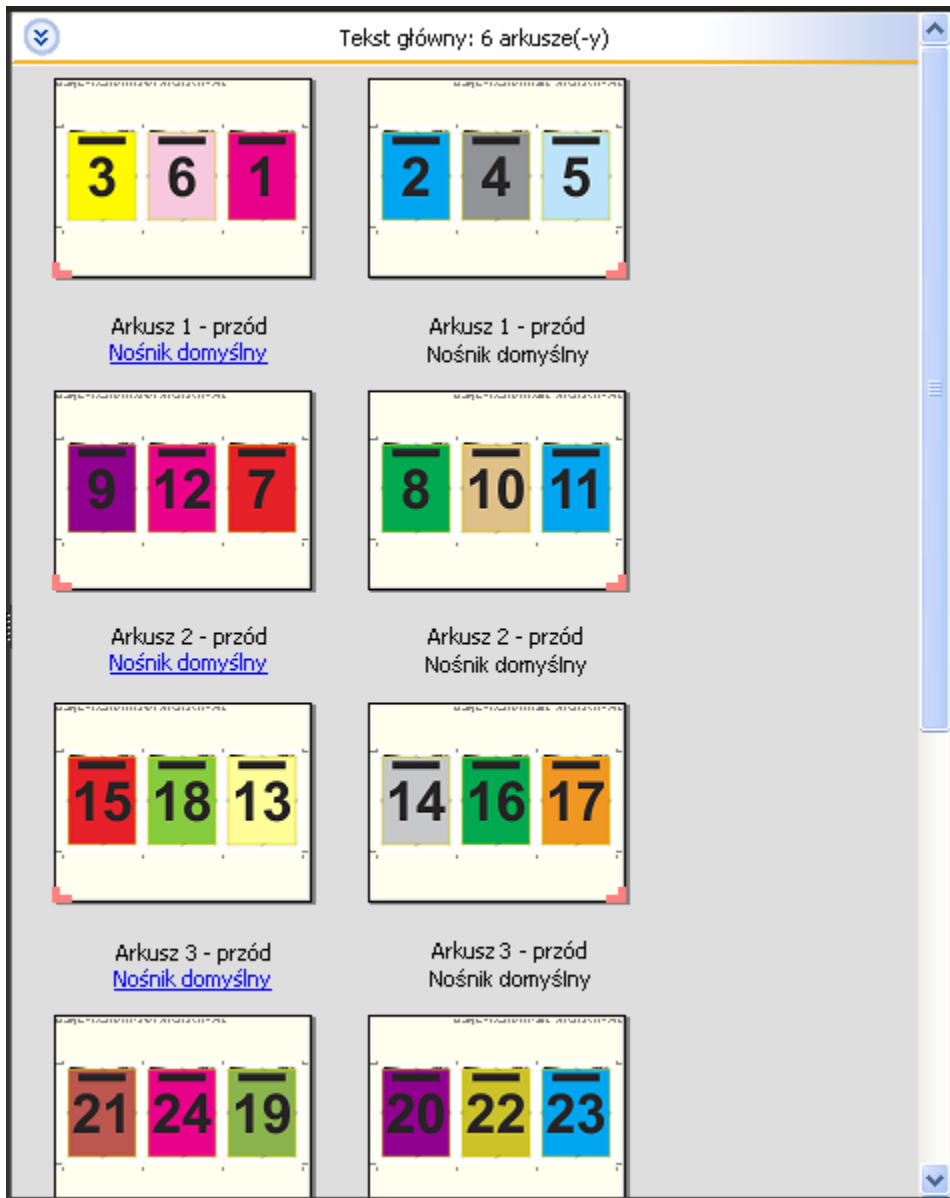 Tekst główny: 6 arkusze(-y)
3 6 1 2 4 5
Arkusz 1 - przód Arkusz 1 - przód
Nośnik domyślny Nośnik domyślny
9 12 7 8 10 11
Arkusz 2 - przód Arkusz 2 - przód
Nośnik domyślny Nośnik domyślny
15 18 13 14 16 17
Arkusz 3 - przód Arkusz 3 - przód
Nośnik domyślny Nośnik domyślny
21 24 19 20 22 23